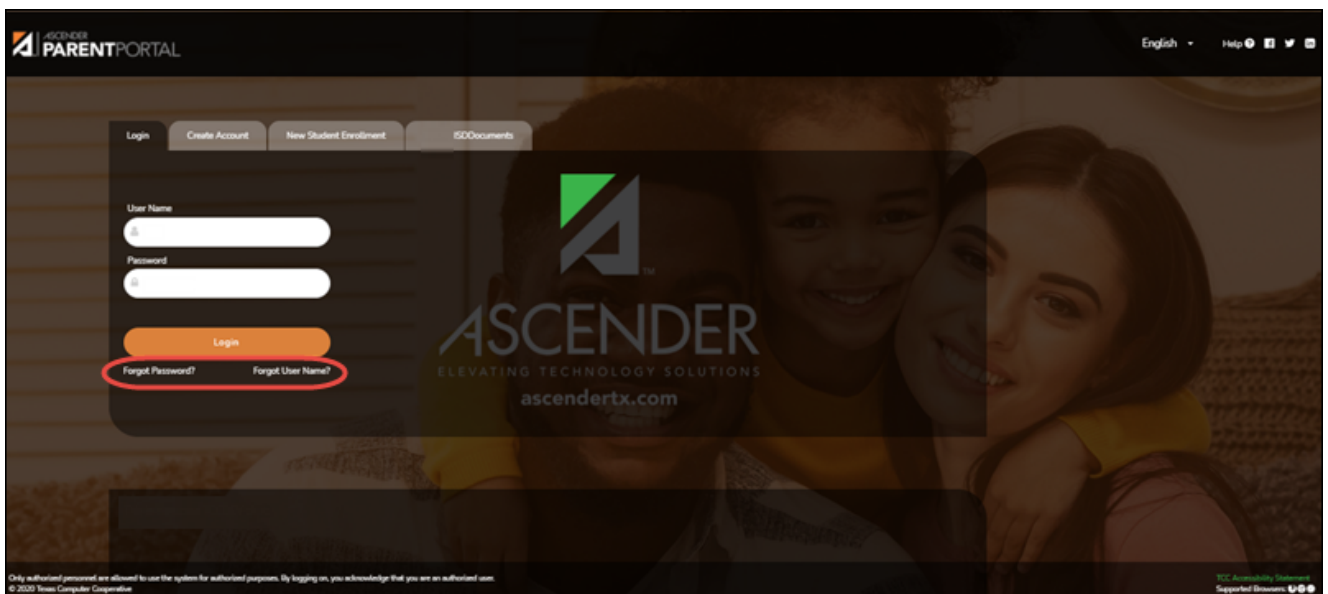 ASCENDER
PARENTPORTAL
English
Help
Login
Create Account
New Student Enrollment
ISDDocuments
User Name
Password
Login
Forgot Password?
Forgot User Name?
TM
ASCENDER
ELEVATING TECHNOLOGY SOLUTIONS
ascendertx.com
Only authorized personnel are allowed to use the system for authorized purposes. By logging on, you acknowledge that you are an authorized user.
© 2020 Texas Computer Cooperative
TCC Accessibility Statement
Supported Browsers: